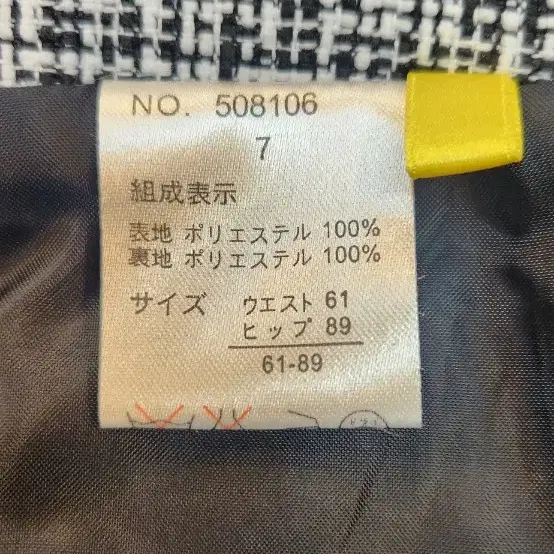 NO. 508106
7
組成表示
表地 ポリエステル 100%
裏地 ポリエステル 100%
サイズ ウエスト 61
ヒップ 89
61-89